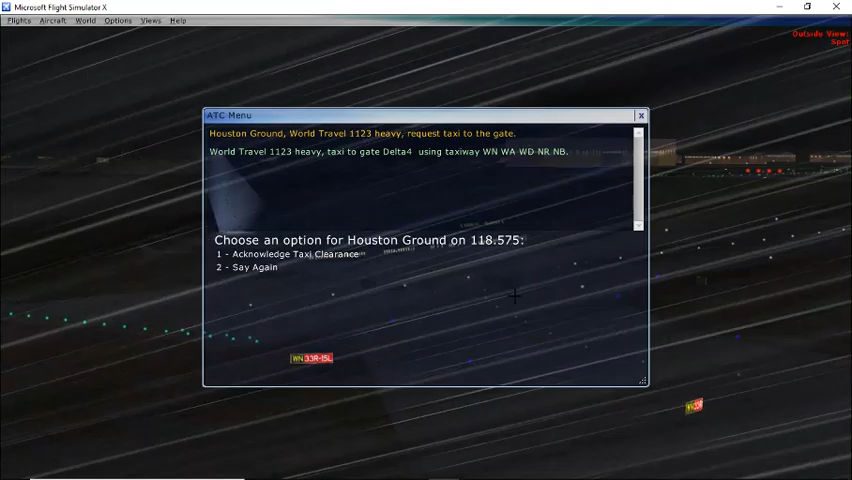 Microsoft Flight Simulator X
Flights Aircraft World Options Views Help
Outside View:
Spot
ATC Menu
Houston Ground, World Travel 1123 heavy, request taxi to the gate.
World Travel 1123 heavy, taxi to gate Delta4 using taxiway WN WA WD NR NB.
Choose an option for Houston Ground on 118.575:
1 - Acknowledge Taxi Clearance
2 - Say Again
WN 33R-15L